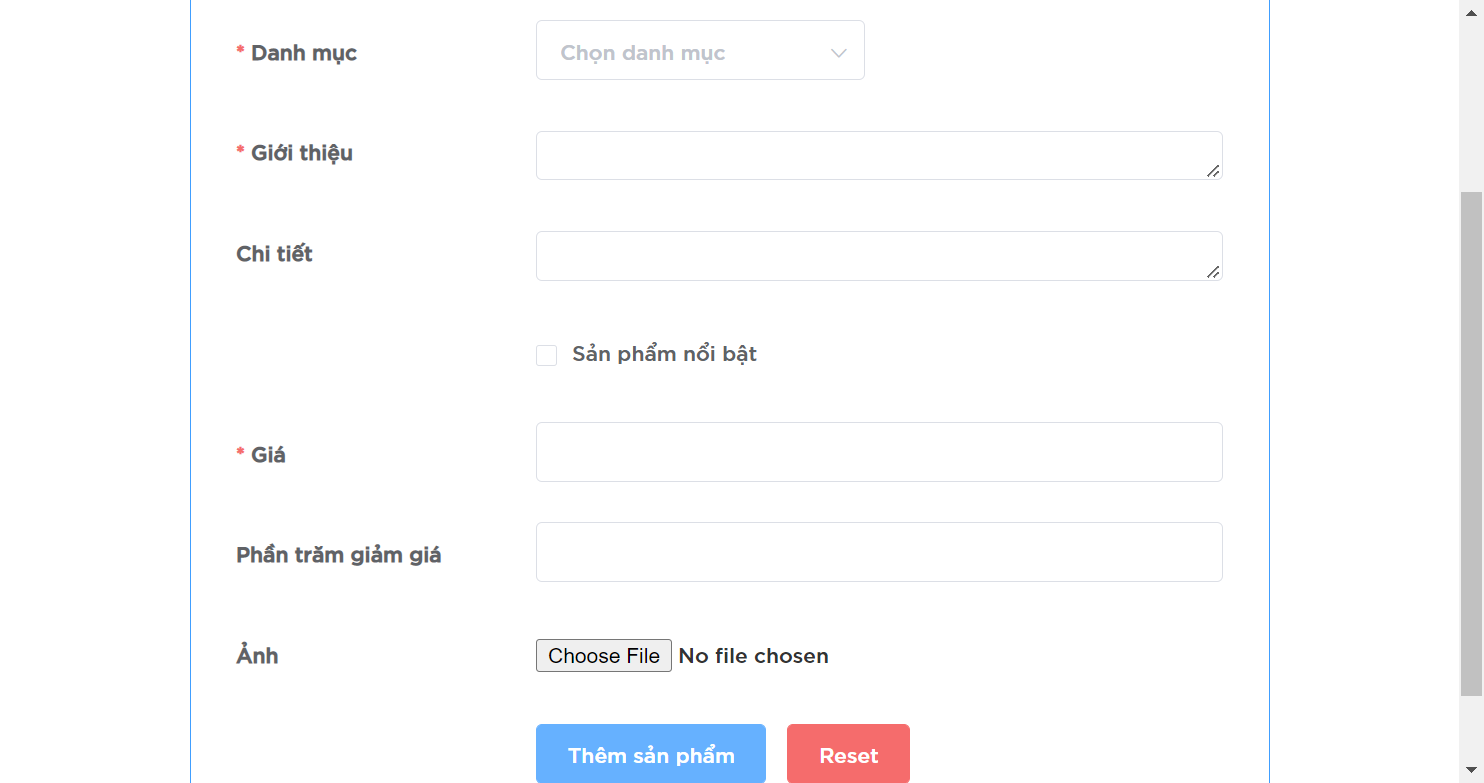 * Danh mục
Chọn danh mục
* Giới thiệu
Chi tiết
Sản phẩm nổi bật
* Giá
Phần trăm giảm giá
Ảnh
Choose File No file chosen
Thêm sản phẩm
Reset